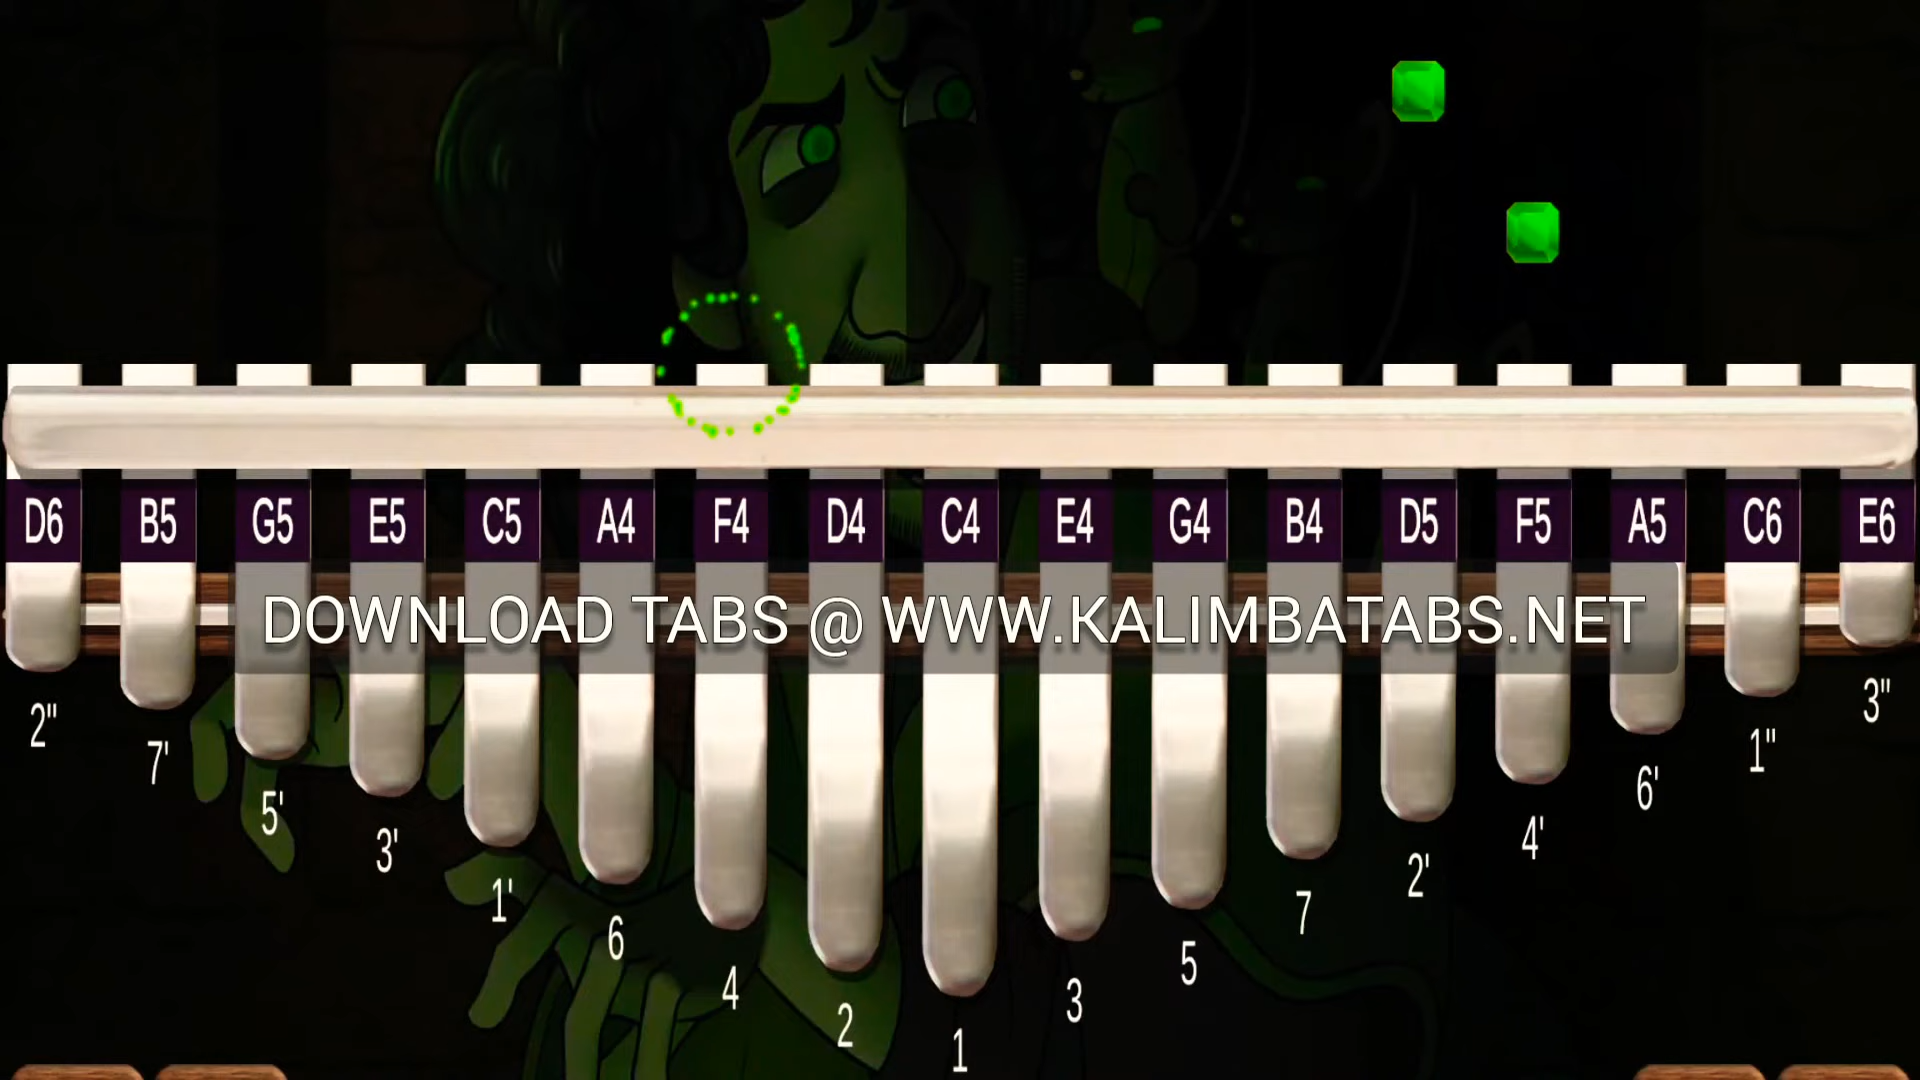 D6 B5 G5 E5 C5 A4 F4 D4 C4 E4 G4 B4 D5 F5 A5 C6 E6
DOWNLOAD TABS @ WWW.KALIMBATABS.NET
2" 7' 5' 3' 1' 6 4 2 1 3 5 7 2' 4' 6' 1" 3"